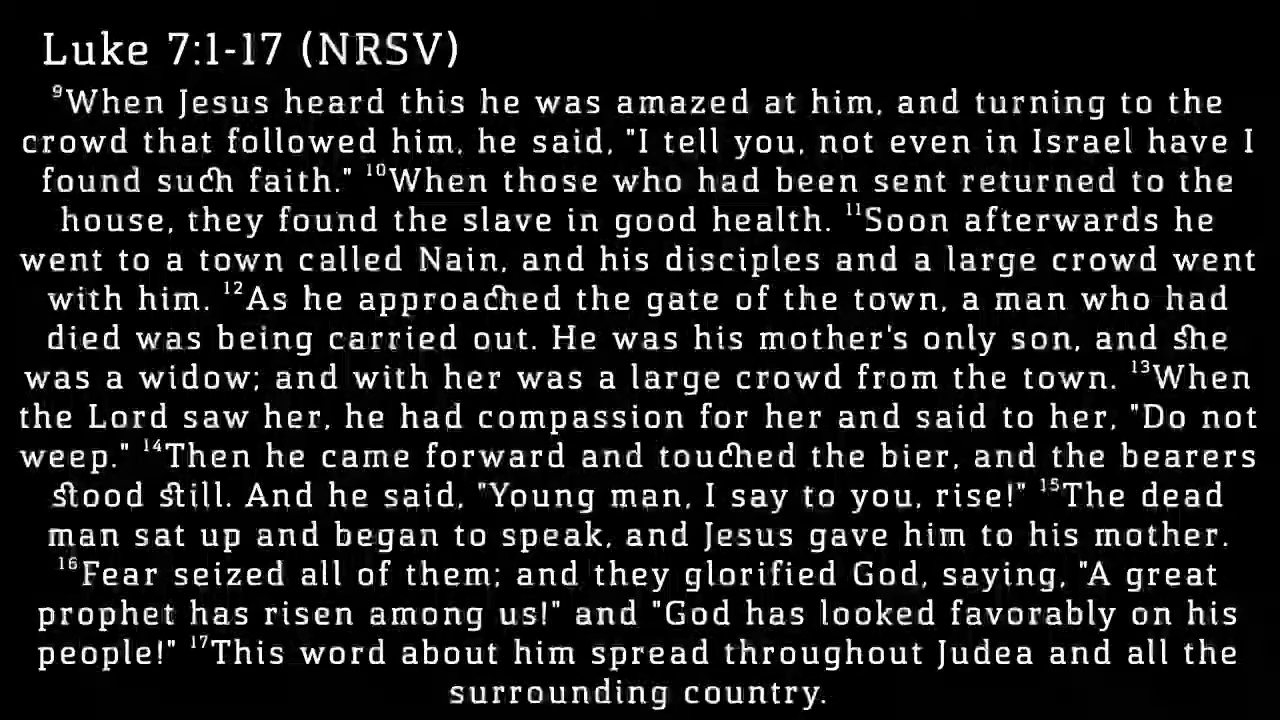 Luke 7:1-17 (NRSV)
⁹When Jesus heard this he was amazed at him, and turning to the
crowd that followed him, he said, "I tell you, not even in Israel have I
found such faith." ¹⁰When those who had been sent returned to the
house, they found the slave in good health. ¹¹Soon afterwards he
went to a town called Nain, and his disciples and a large crowd went
with him. ¹²As he approached the gate of the town, a man who had
died was being carried out. He was his mother's only son, and she
was a widow; and with her was a large crowd from the town. ¹³When
the Lord saw her, he had compassion for her and said to her, "Do not
weep." ¹⁴Then he came forward and touched the bier, and the bearers
stood still. And he said, "Young man, I say to you, rise!" ¹⁵The dead
man sat up and began to speak, and Jesus gave him to his mother.
¹⁶Fear seized all of them; and they glorified God, saying, "A great
prophet has risen among us!" and "God has looked favorably on his
people!" ¹⁷This word about him spread throughout Judea and all the
surrounding country.